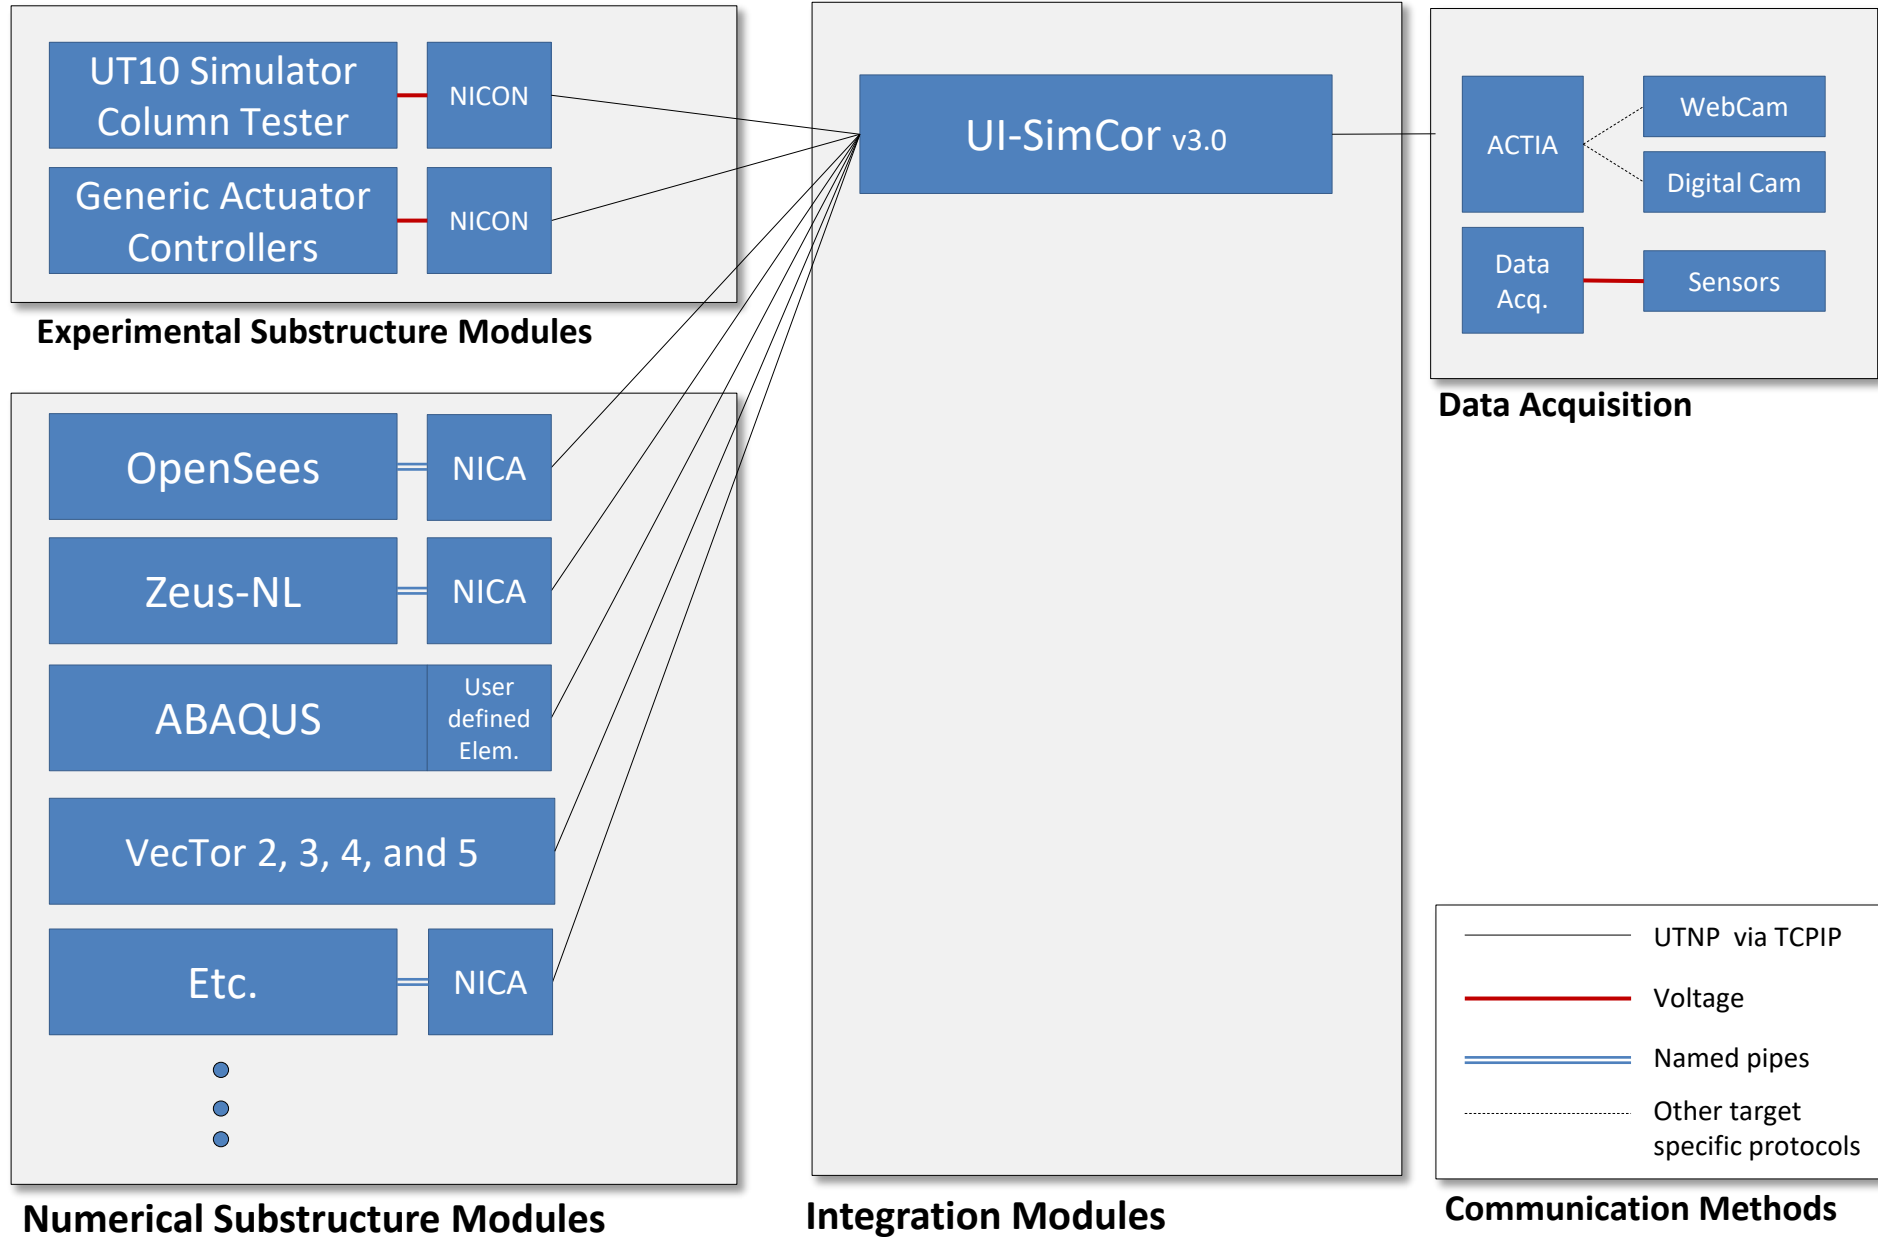 UT10 Simulator
Column Tester
NICON
Generic Actuator
Controllers
NICON
Experimental Substructure Modules
OpenSees
NICA
Zeus-NL
NICA
ABAQUS
User
defined
Elem.
VecTor 2, 3, 4, and 5
Etc.
NICA
Numerical Substructure Modules
UI-SimCor v3.0
Integration Modules
ACTIA
WebCam
Digital Cam
Data
Acq.
Sensors
Data Acquisition
UTNP via TCPIP
Voltage
Named pipes
Other target
specific protocols
Communication Methods